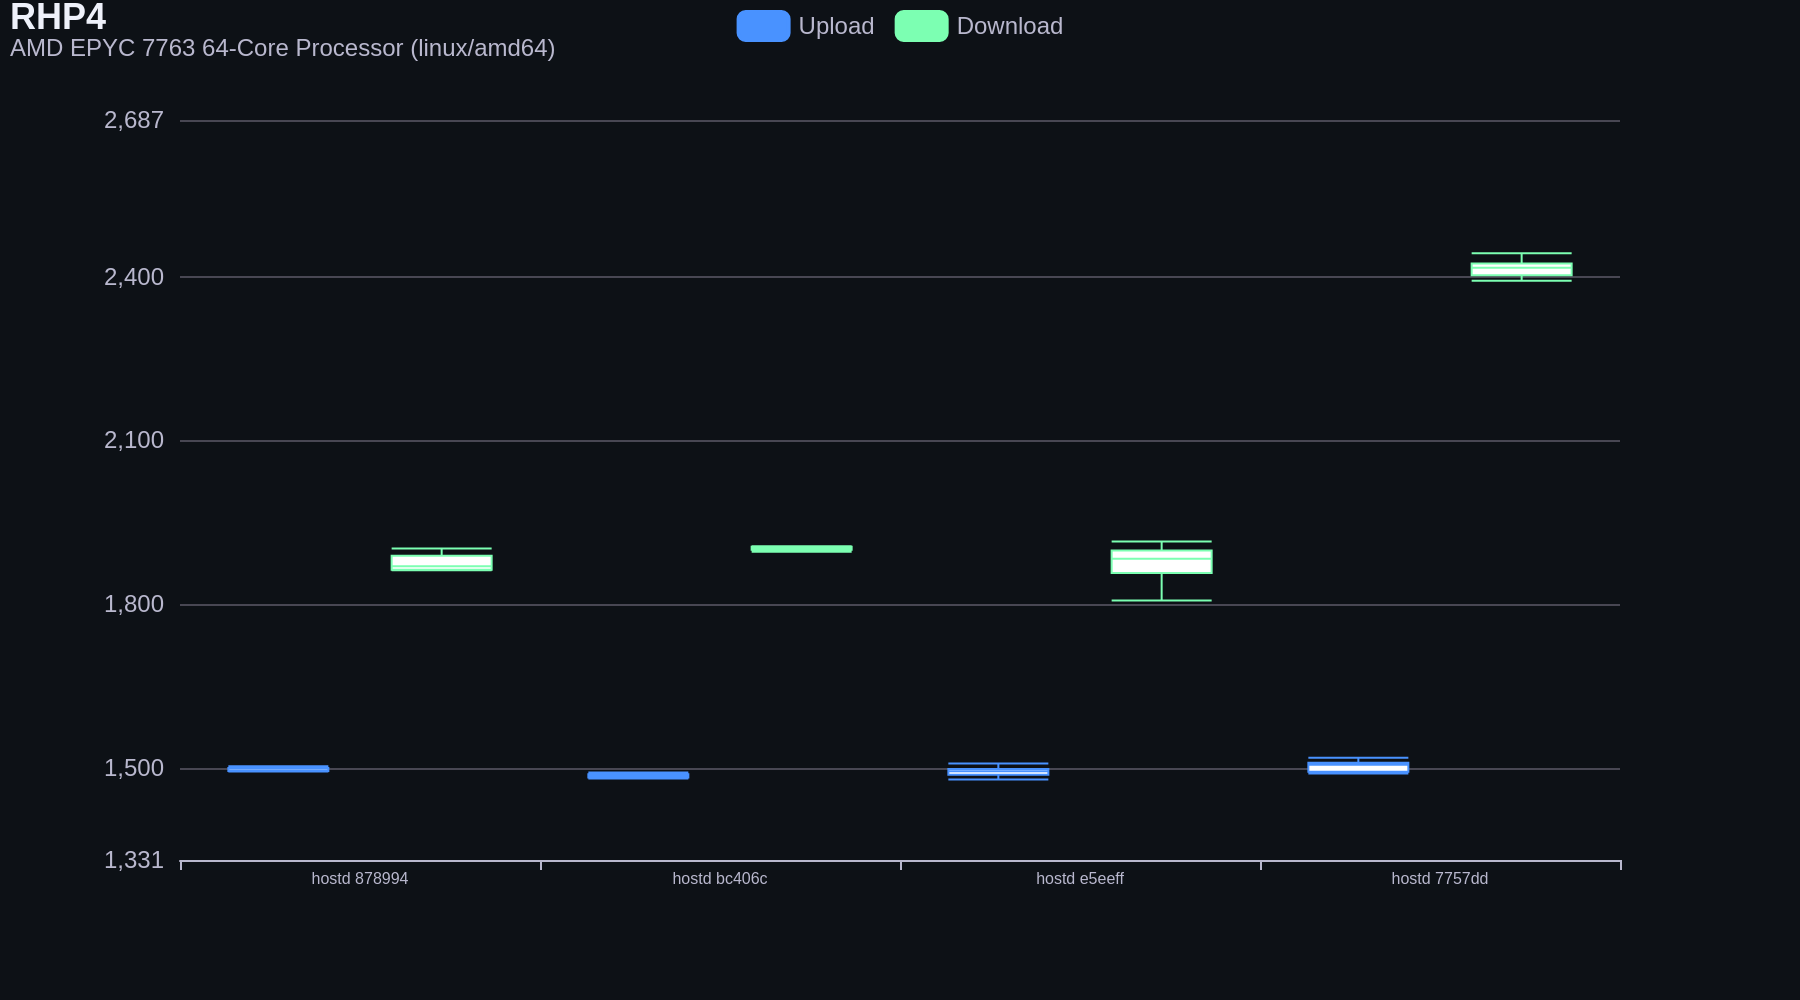 RHP4
AMD EPYC 7763 64-Core Processor (linux/amd64)
Upload
Download
2,687
2,400
2,100
1,800
1,500
1,331
hostd 878994
hostd bc406c
hostd e5eeff
hostd 7757dd